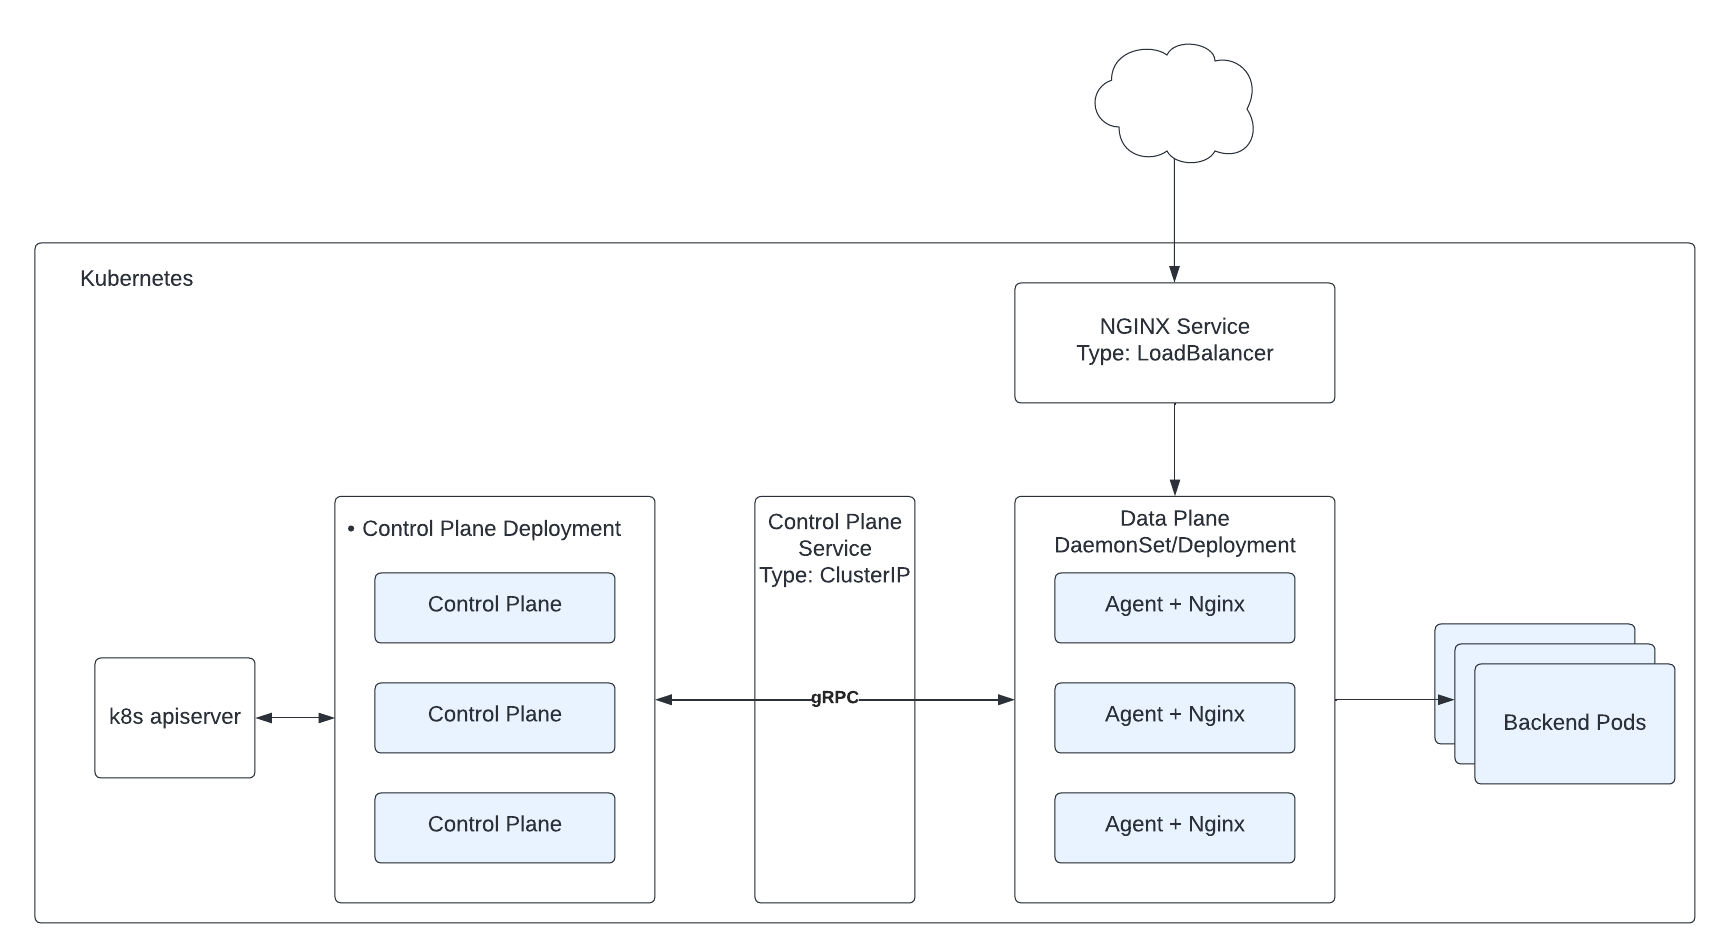 Kubernetes
NGINX Service
Type: LoadBalancer
• Control Plane Deployment
Control Plane
Control Plane
Control Plane
k8s apiserver
Control Plane
Service
Type: ClusterIP
gRPC
Data Plane
DaemonSet/Deployment
Agent + Nginx
Agent + Nginx
Agent + Nginx
Backend Pods